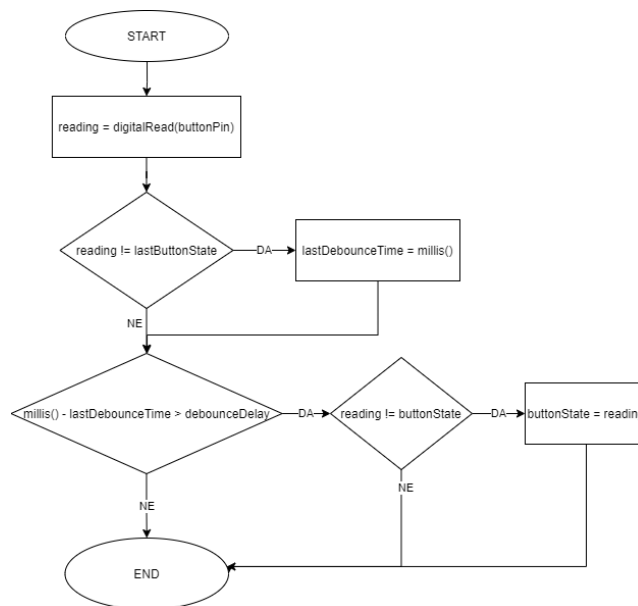 START
reading = digitalRead(buttonPin)
reading != lastButtonState
DA
lastDebounceTime = millis()
NE
millis() - lastDebounceTime > debounceDelay
DA
reading != buttonState
DA
buttonState = readin
NE
NE
END